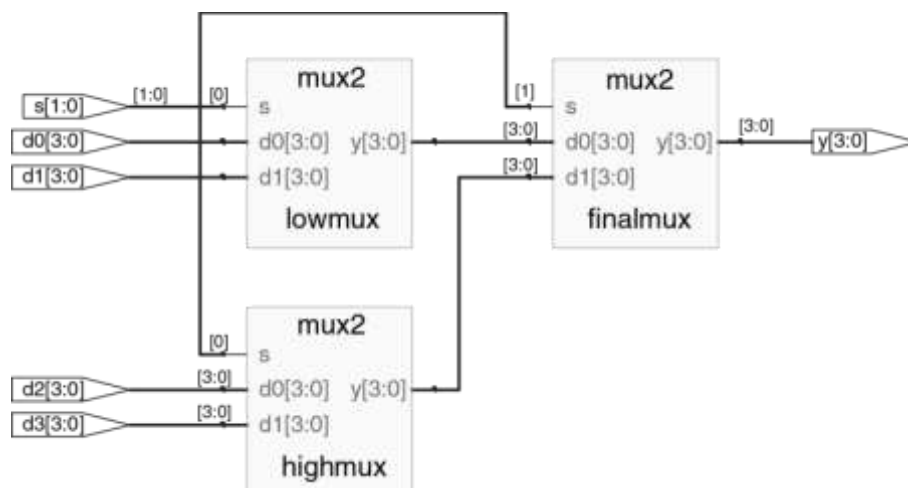 mux2
mux2
[1:0]
[0]
[1]
s[1:0]
s
s
d0[3:0]
d0[3:0]
y[3:0]
[3:0]
d0[3:0]
y[3:0]
[3:0]
y[3:0]
d1[3:0]
d1[3:0]
[3:0]
d1[3:0]
lowmux
finalmux
mux2
[0]
s
d2[3:0]
[3:0]
d0[3:0]
y[3:0]
d3[3:0]
[3:0]
d1[3:0]
highmux